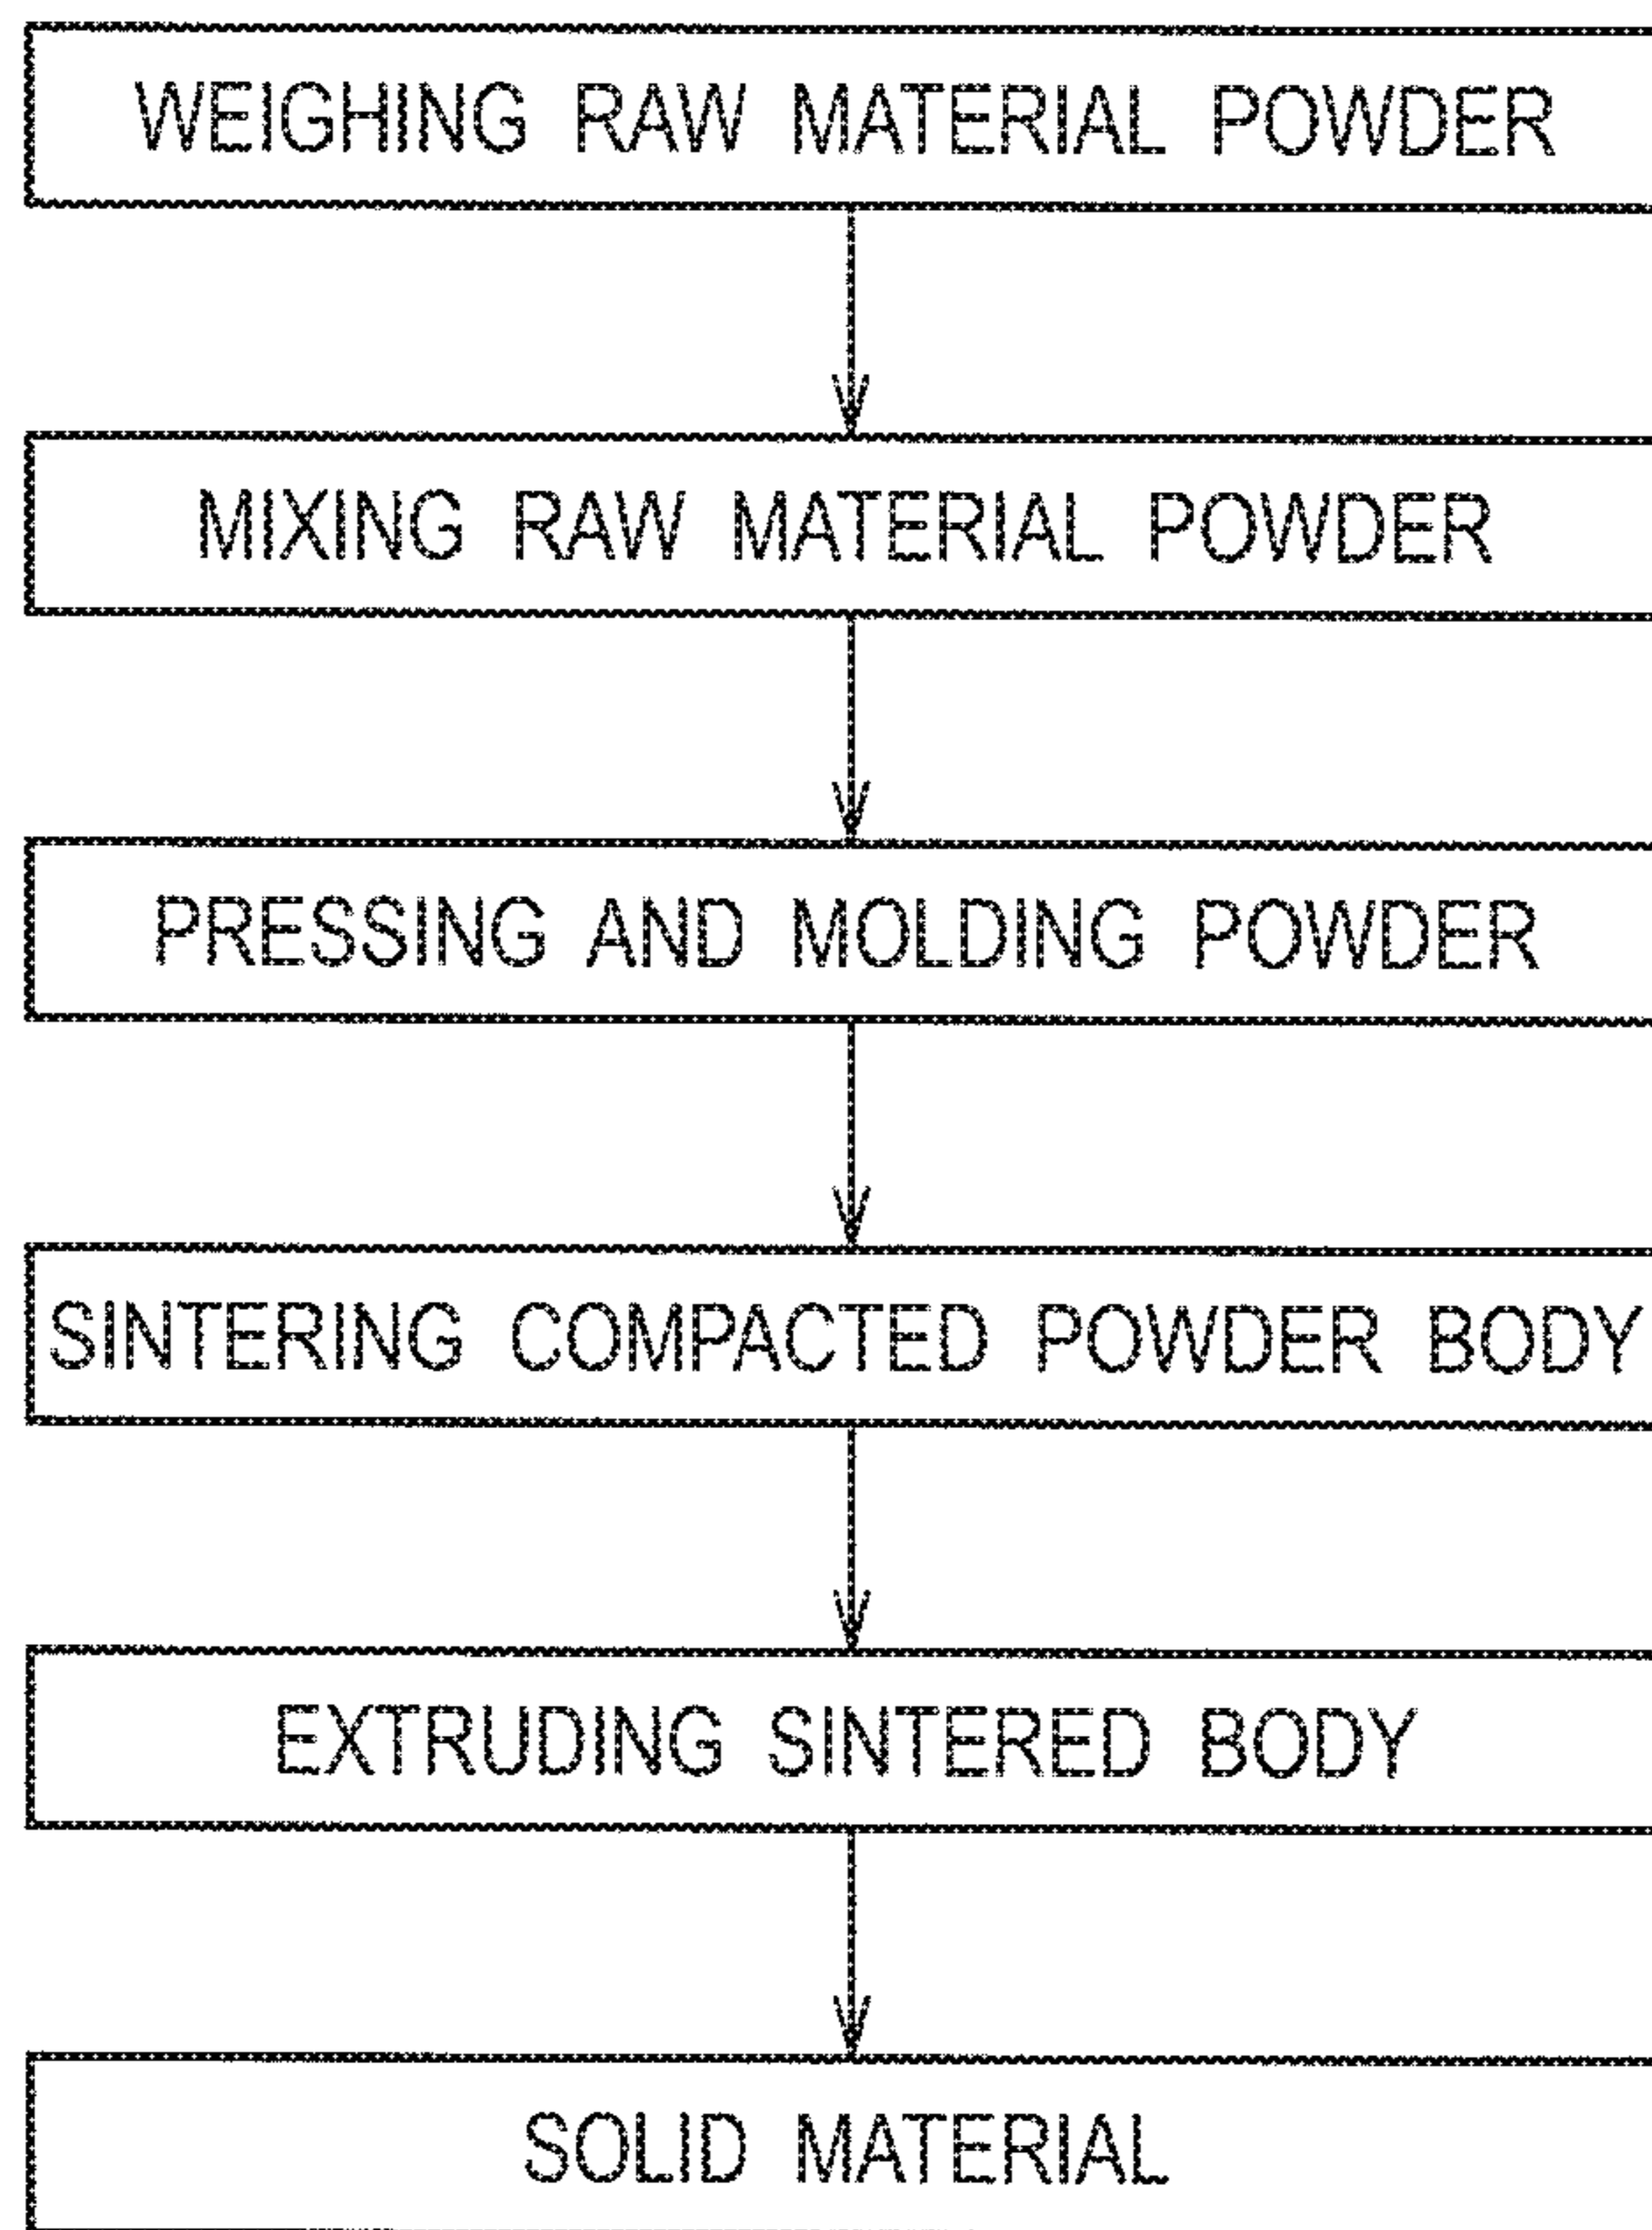 WEIGHING RAW MATERIAL POWDER
MIXING RAW MATERIAL POWDER
PRESSING AND MOLDING POWDER
SINTERING COMPACTED POWDER BODY
EXTRUDING SINTERED BODY
SOLID MATERIAL